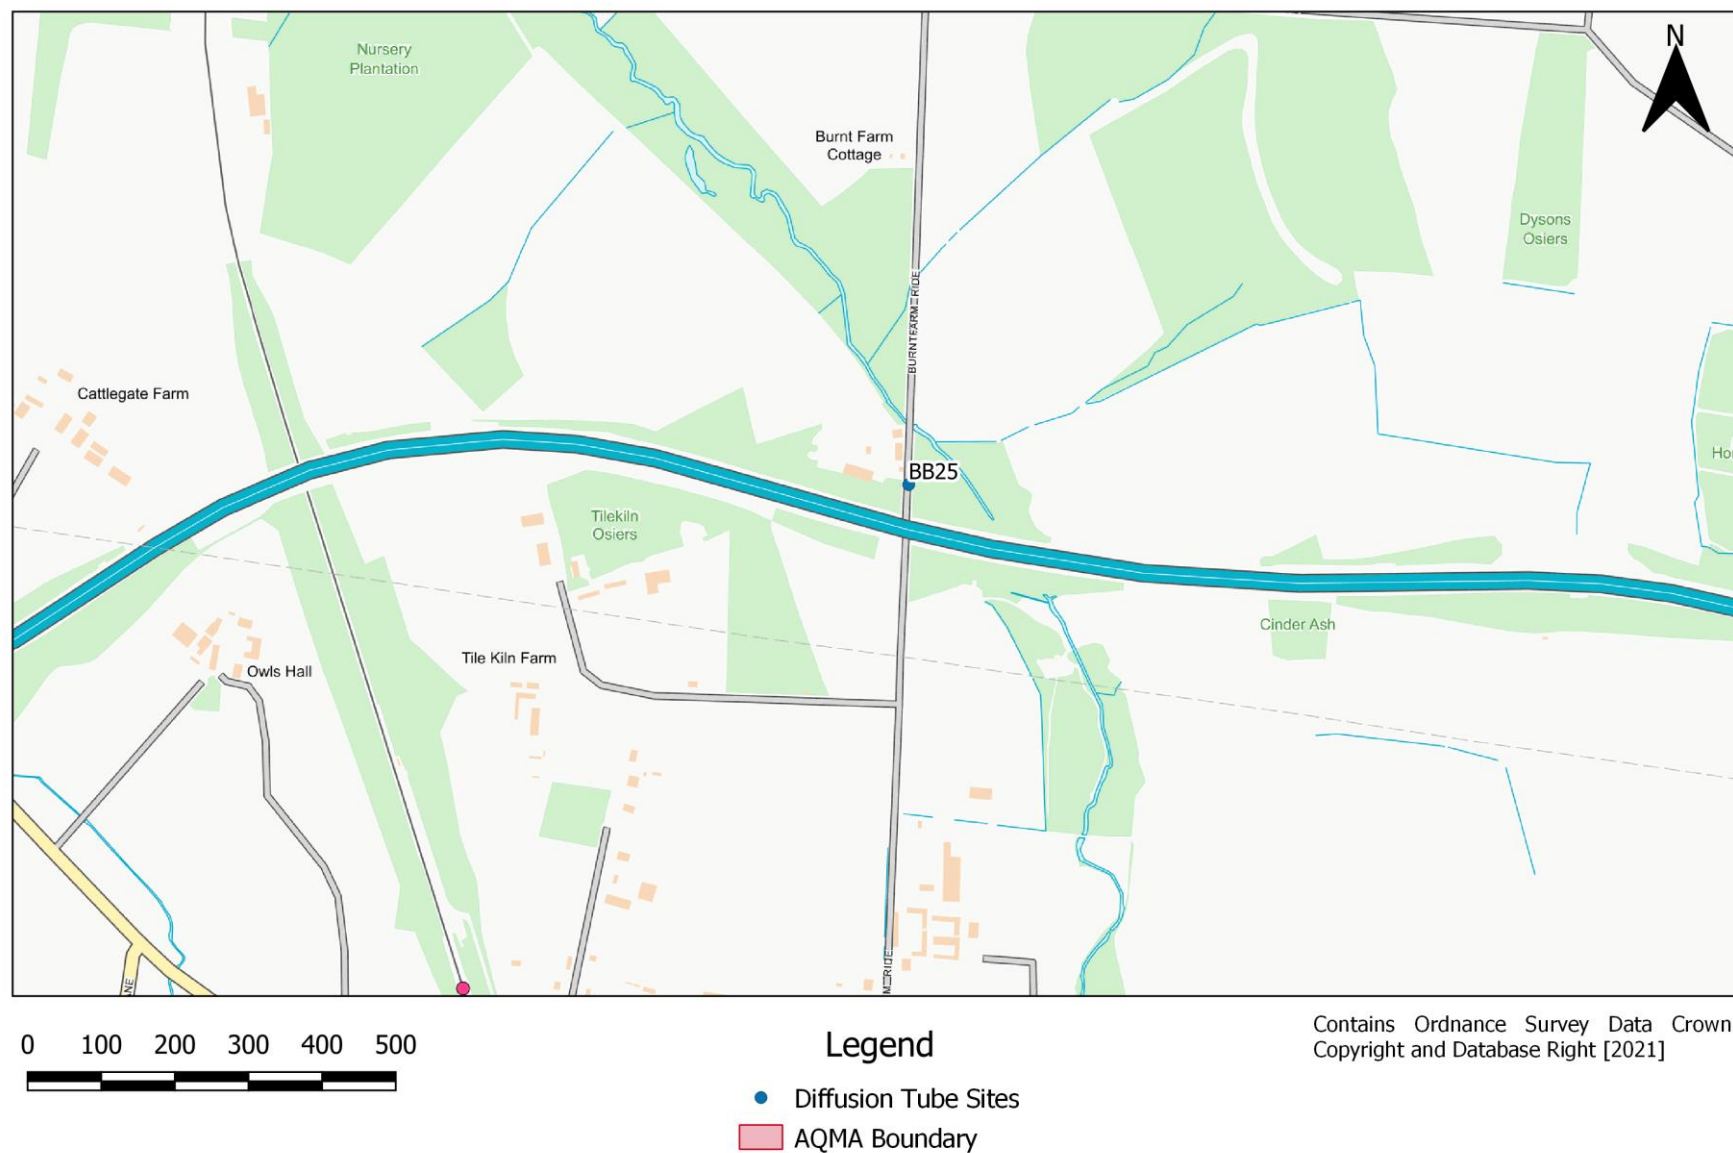 Nursery
Plantation
N
Burnt Farm
Cottage
Dysons
Osiers
BURNTFARM RIDE
Cattlegate Farm
BB25
Tilekiln
Osiers
Cinder Ash
Tile Kiln Farm
Owls Hall
M RIDE
ANE
0 100 200 300 400 500
Legend
Diffusion Tube Sites
AQMA Boundary
Contains Ordnance Survey Data Crown
Copyright and Database Right [2021]